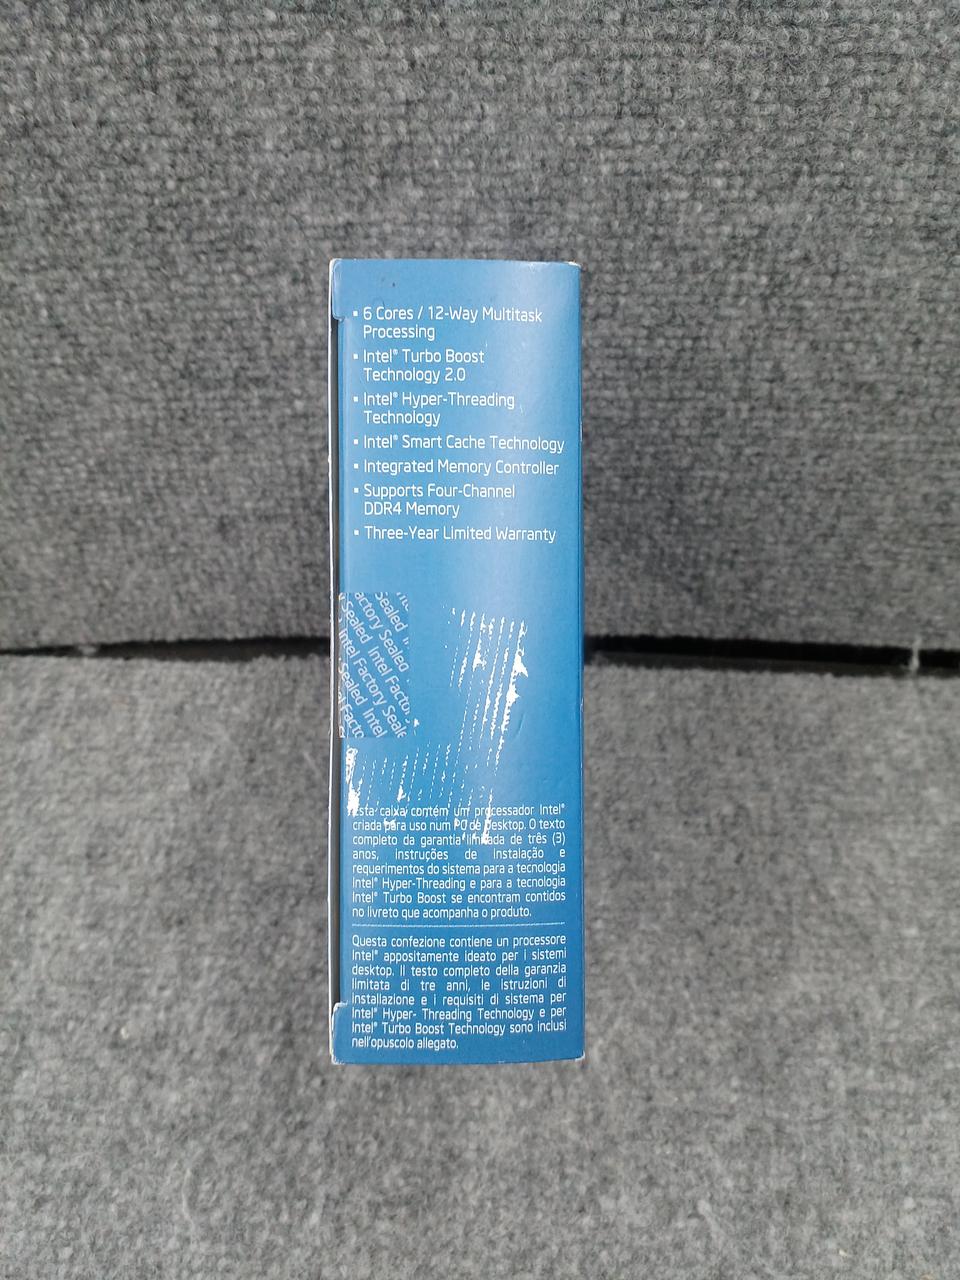 ▪ 6 Cores / 12-Way Multitask
Processing
▪ Intel® Turbo Boost
Technology 2.0
▪ Intel® Hyper-Threading
Technology
▪ Intel® Smart Cache Technology
▪ Integrated Memory Controller
▪ Supports Four-Channel
DDR4 Memory
▪ Three-Year Limited Warranty
Sealed
Factory Sealed
Sealed Intel Factory
Intel Factory Sealed
Sealed Intel
Esta caixa contém um processador Intel®
criada para uso num PC de desktop. O texto
completo da garantia limitada de três (3)
anos, instruções de instalação e
requerimentos do sistema para a tecnologia
Intel® Hyper-Threading e para a tecnologia
Intel® Turbo Boost se encontram contidos
no livreto que acompanha o produto.
Questa confezione contiene un processore
Intel® appositamente ideato per i sistemi
desktop. Il testo completo della garanzia
limitata di tre anni, le istruzioni di
installazione e i requisiti di sistema per
Intel® Hyper- Threading Technology e per
Intel® Turbo Boost Technology sono inclusi
nell'opuscolo allegato.